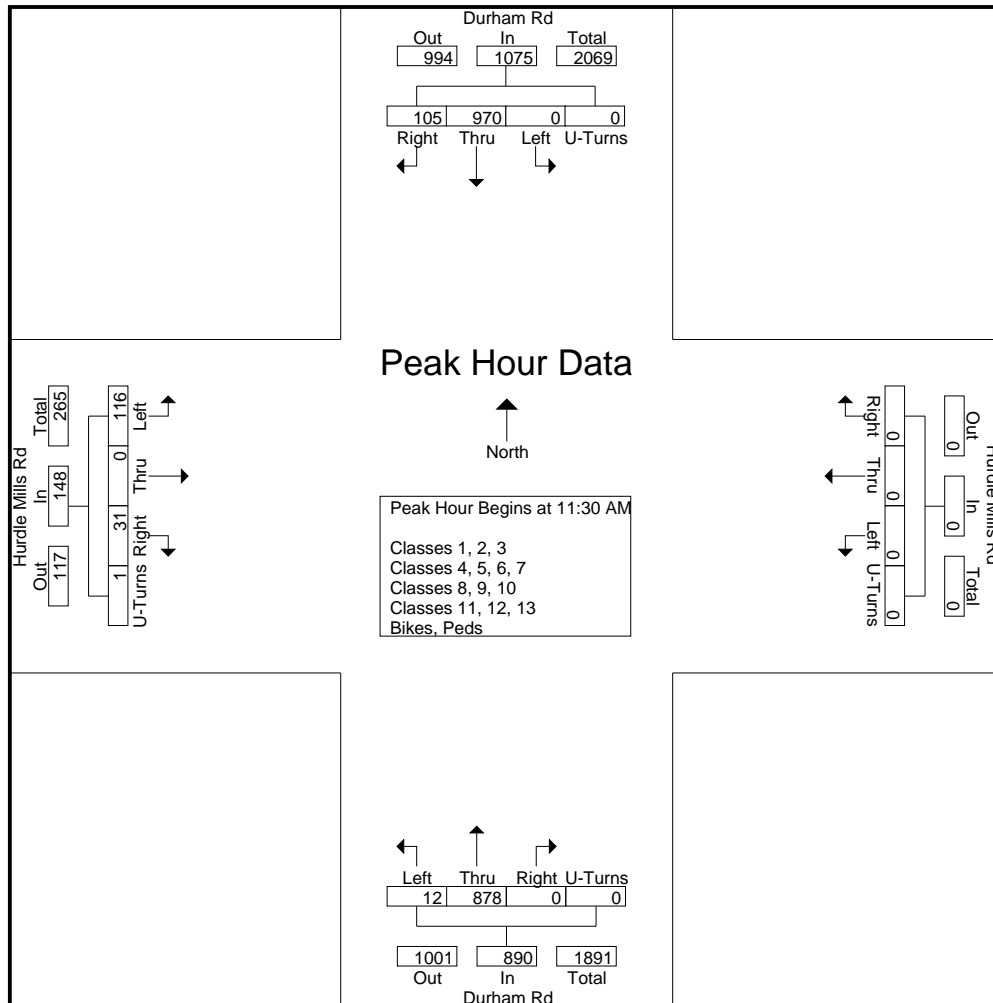 Durham Rd
Out In Total
994 1075 2069
105 970 0 0
Right Thru Left U-Turns
Peak Hour Data
North
Peak Hour Begins at 11:30 AM
Classes 1, 2, 3
Classes 4, 5, 6, 7
Classes 8, 9, 10
Classes 11, 12, 13
Bikes, Peds
Hurdle Mills Rd
Out In Total
117 148 265
1 31 0 116
U-Turns Right Thru Left
Hurdle Mills Rd
Out In Total
0 0 0
0 0 0 0
Right Thru Left U-Turns
Left Thru Right U-Turns
12 878 0 0
1001 890 1891
Out In Total
Durham Rd